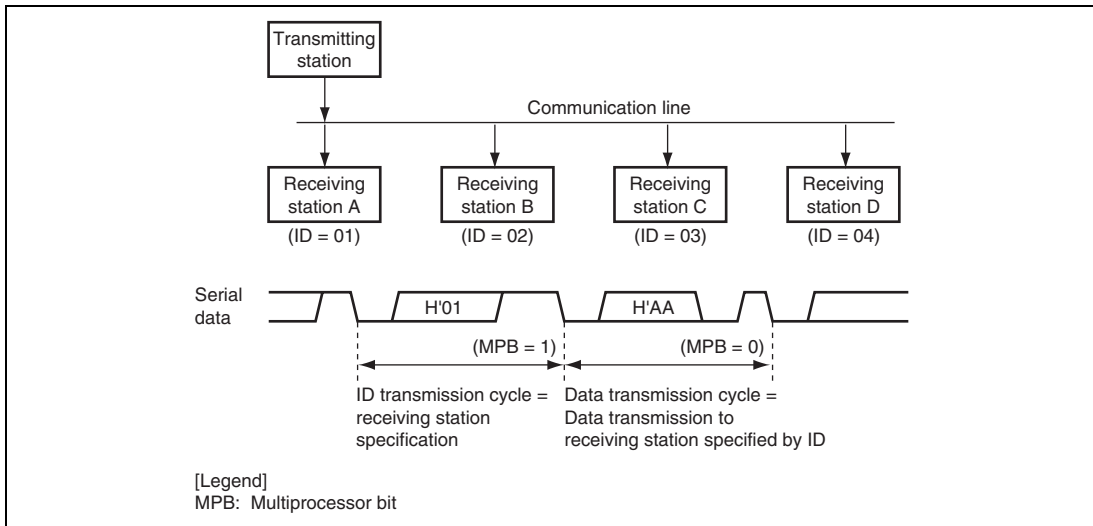 Transmitting
station
Communication line
Receiving
station A
(ID = 01)
Receiving
station B
(ID = 02)
Receiving
station C
(ID = 03)
Receiving
station D
(ID = 04)
Serial
data
H'01
H'AA
(MPB = 1)
(MPB = 0)
ID transmission cycle =
receiving station
specification
Data transmission cycle =
Data transmission to
receiving station specified by ID
[Legend]
MPB: Multiprocessor bit